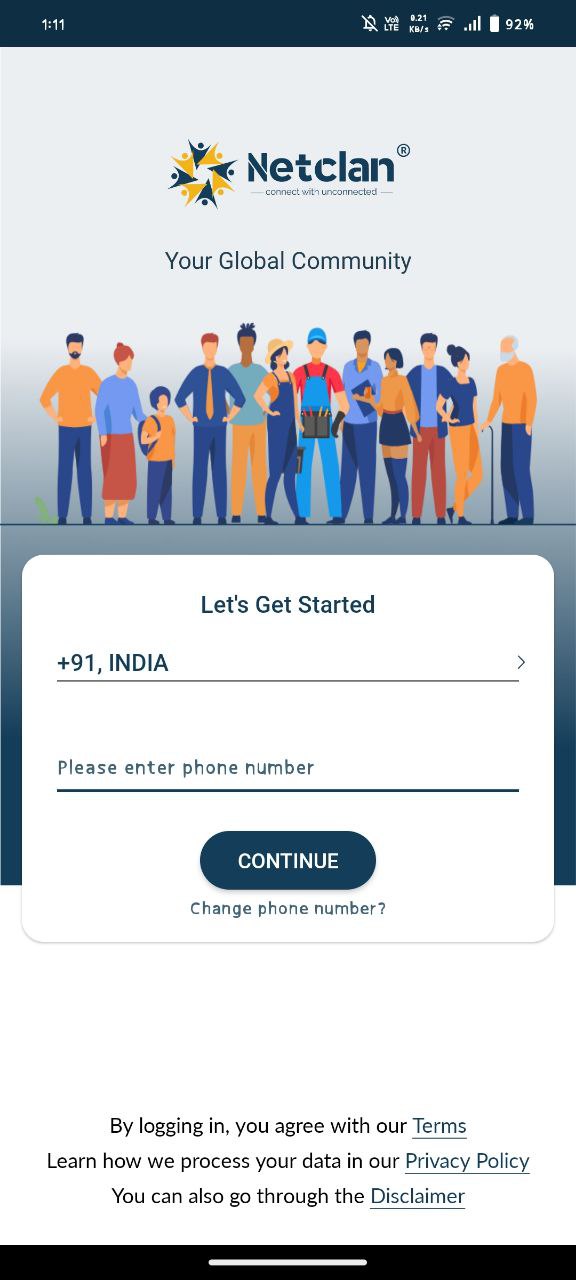 1:11
Vo)
LTE
0.21
KB/s
92%
Netclan®
connect with unconnected
Your Global Community
Let's Get Started
+91, INDIA
Please enter phone number
CONTINUE
Change phone number?
By logging in, you agree with our Terms
Learn how we process your data in our Privacy Policy
You can also go through the Disclaimer